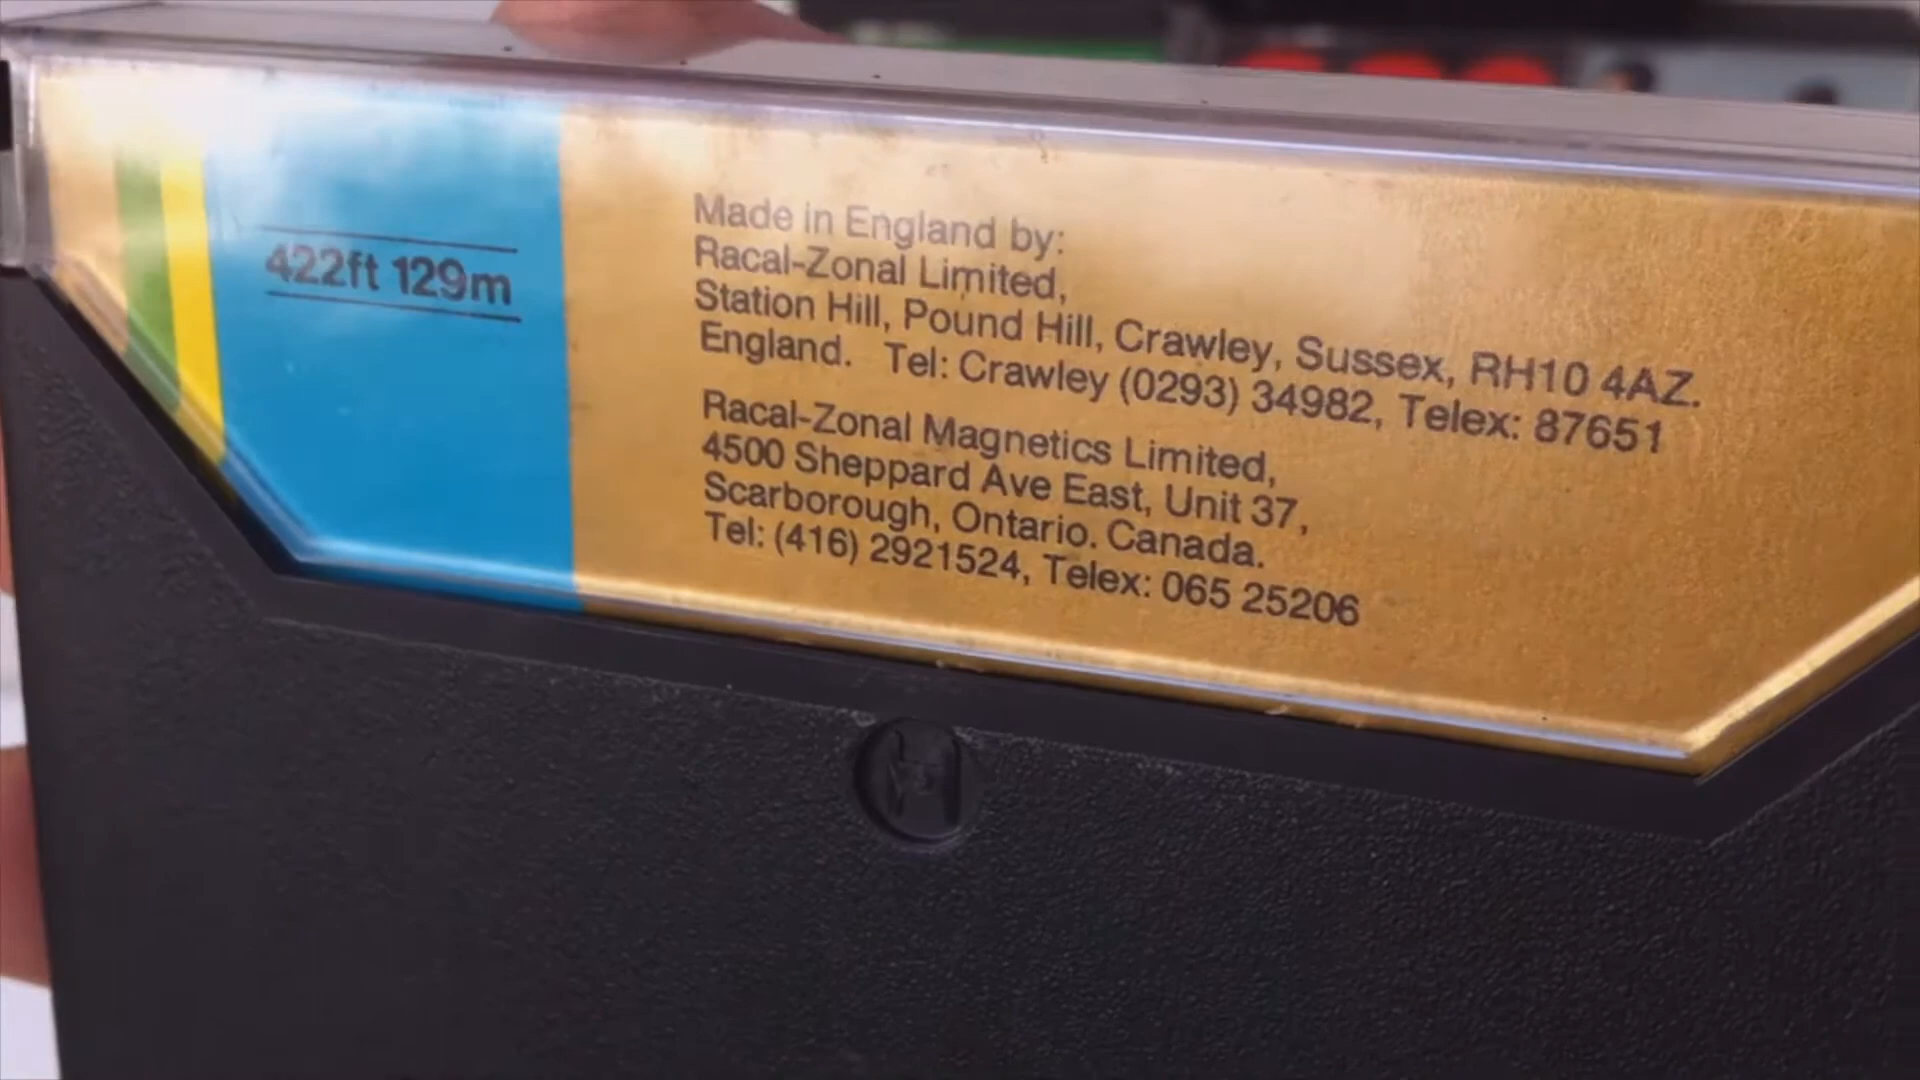 422ft 129m
Made in England by:
Racal-Zonal Limited,
Station Hill, Pound Hill, Crawley, Sussex, RH10 4AZ.
England. Tel: Crawley (0293) 34982, Telex: 87651
Racal-Zonal Magnetics Limited,
4500 Sheppard Ave East, Unit 37,
Scarborough, Ontario. Canada.
Tel: (416) 2921524, Telex: 065 25206